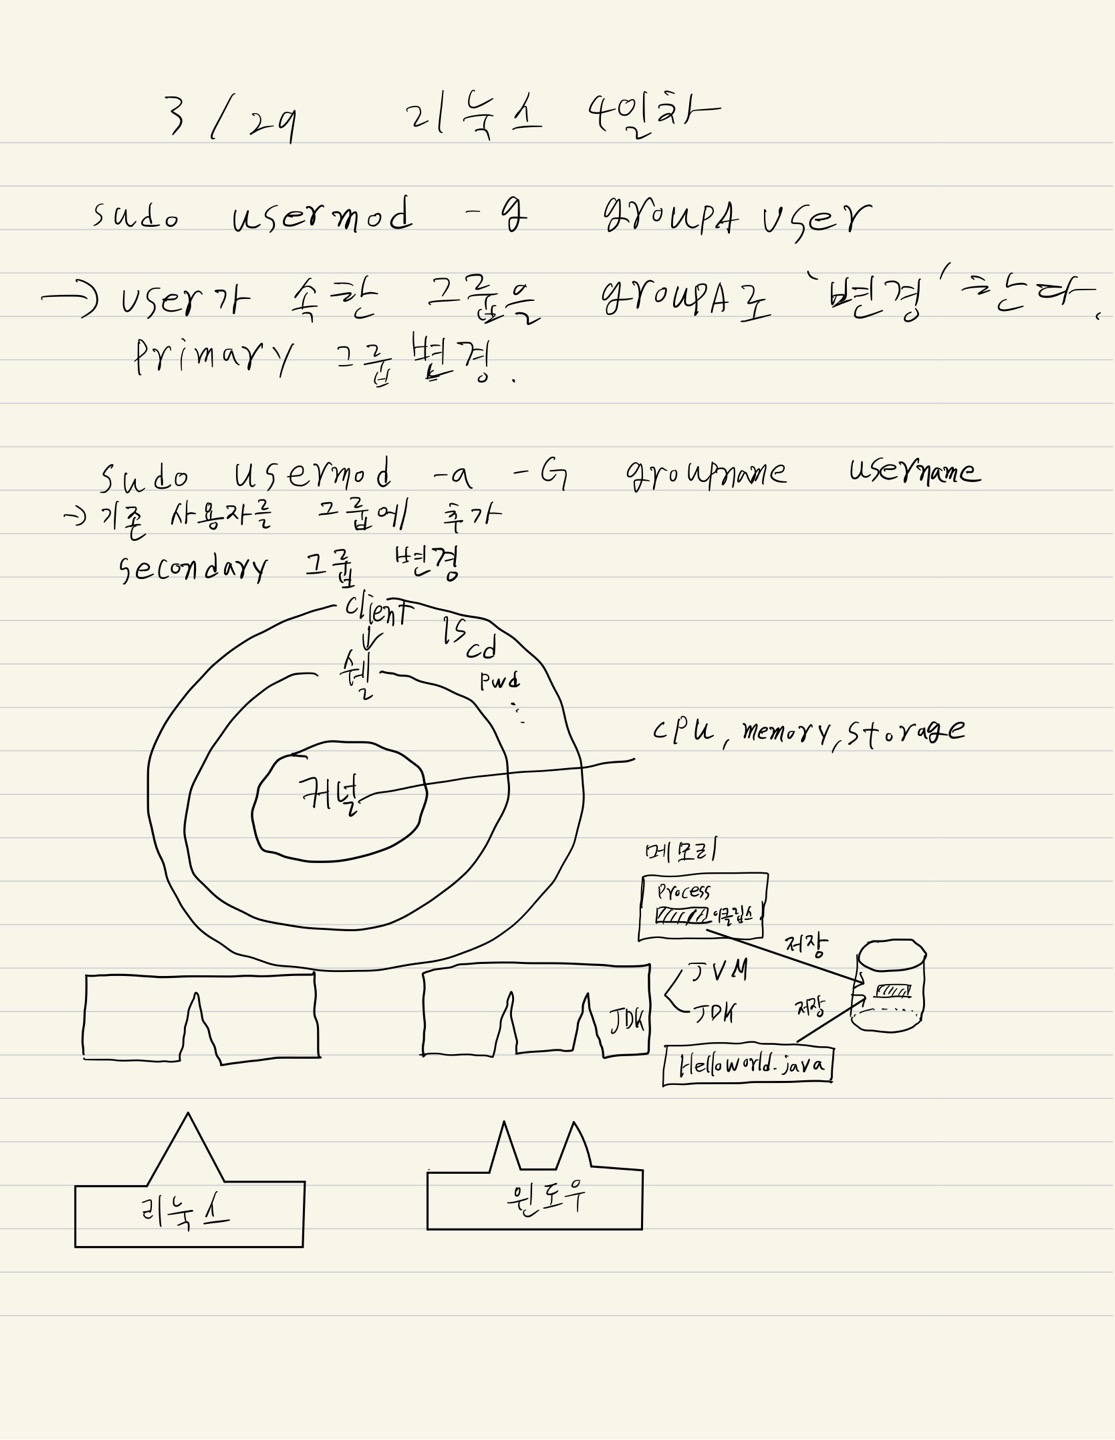 3/29 리눅스 4일차
sudo usermod -g groupA user
→ user가 속한 그룹을 groupA로 '변경'한다.
primary 그룹 변경.
sudo usermod -a -G groupname username
→ 기존 사용자를 그룹에 추가
secondary 그룹 변경
client
ls
cd
pwd
⋮
↓
쉘
커널
cpu, memory, storage
메모리
process
이클립스
저장
JVM
JDK
JDK
저장
Helloworld.java
리눅스
윈도우